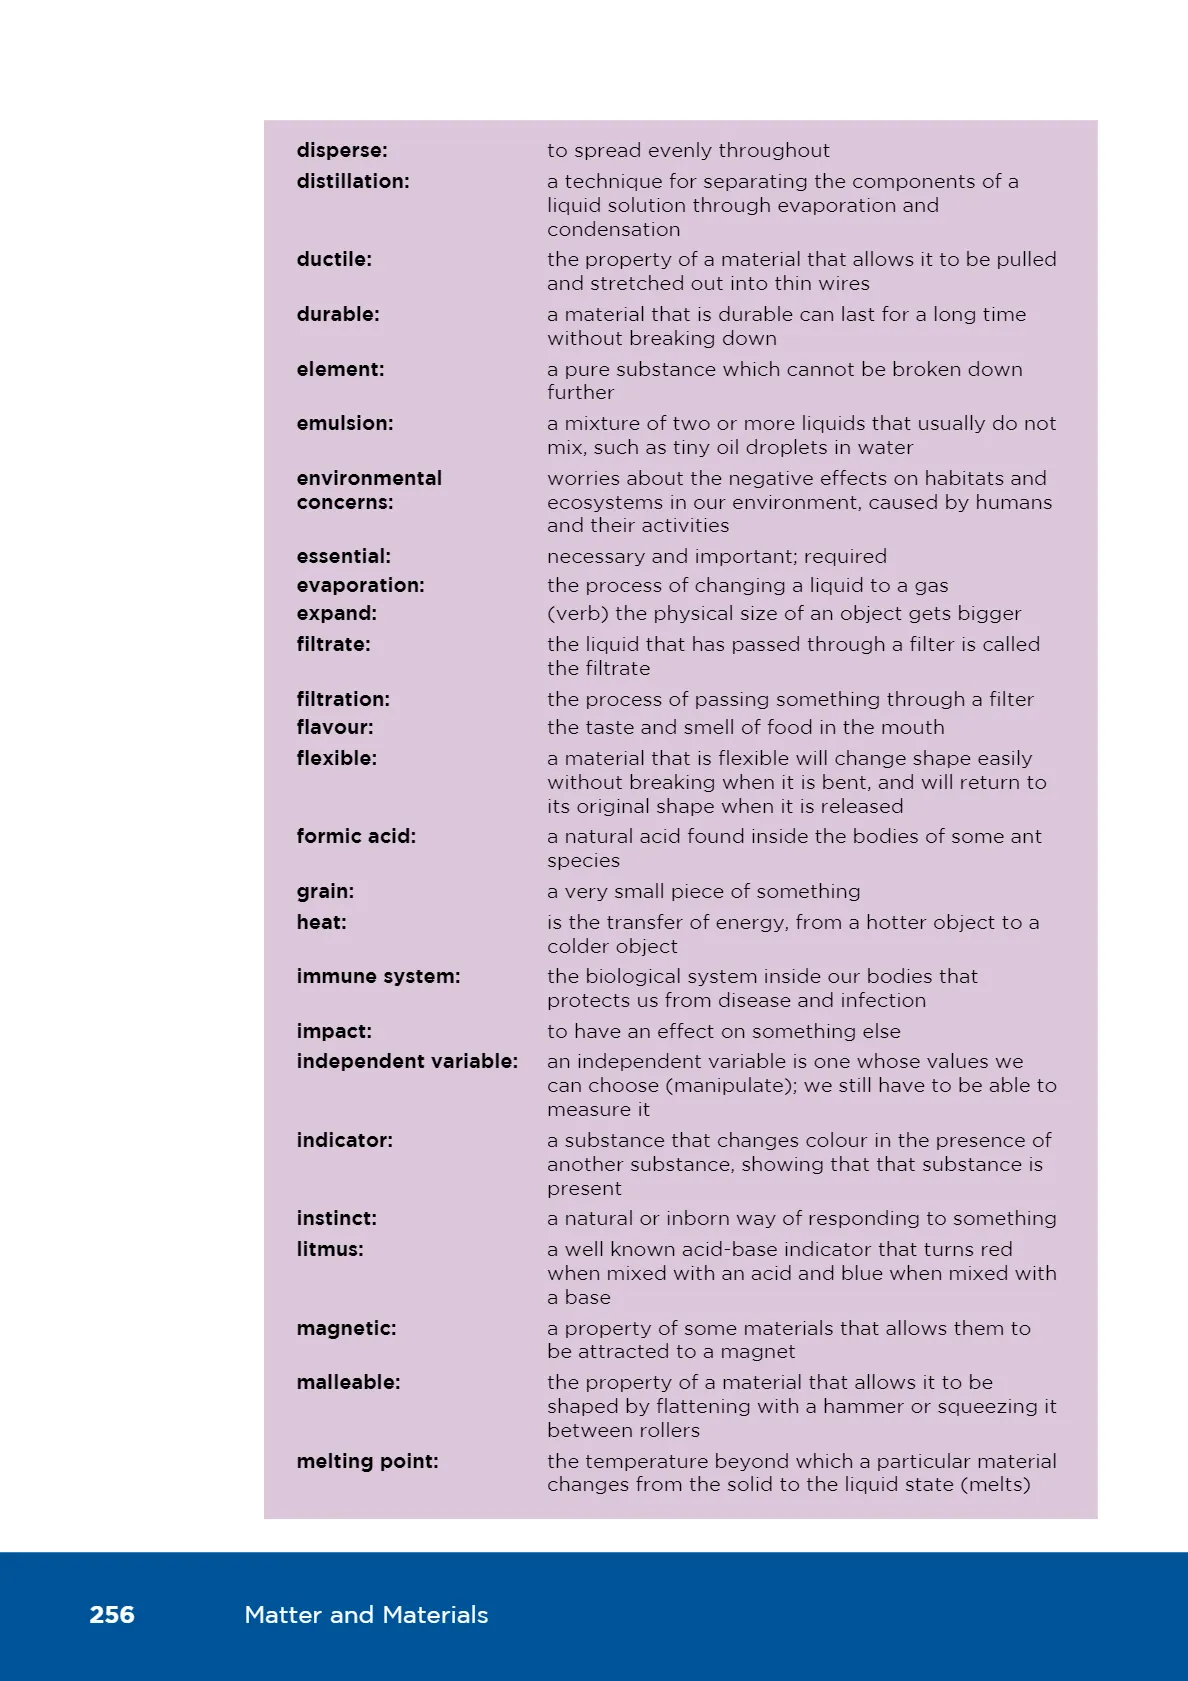 disperse: to spread evenly throughout
distillation: a technique for separating the components of a
liquid solution through evaporation and
condensation
ductile: the property of a material that allows it to be pulled
and stretched out into thin wires
durable: a material that is durable can last for a long time
without breaking down
element: a pure substance which cannot be broken down
further
emulsion: a mixture of two or more liquids that usually do not
mix, such as tiny oil droplets in water
environmental worries about the negative effects on habitats and
concerns: ecosystems in our environment, caused by humans
and their activities
essential: necessary and important; required
evaporation: the process of changing a liquid to a gas
expand: (verb) the physical size of an object gets bigger
filtrate: the liquid that has passed through a filter is called
the filtrate
filtration: the process of passing something through a filter
flavour: the taste and smell of food in the mouth
flexible: a material that is flexible will change shape easily
without breaking when it is bent, and will return to
its original shape when it is released
formic acid: a natural acid found inside the bodies of some ant
species
grain: a very small piece of something
heat: is the transfer of energy, from a hotter object to a
colder object
immune system: the biological system inside our bodies that
protects us from disease and infection
impact: to have an effect on something else
independent variable: an independent variable is one whose values we
can choose (manipulate); we still have to be able to
measure it
indicator: a substance that changes colour in the presence of
another substance, showing that that substance is
present
instinct: a natural or inborn way of responding to something
litmus: a well known acid-base indicator that turns red
when mixed with an acid and blue when mixed with
a base
magnetic: a property of some materials that allows them to
be attracted to a magnet
malleable: the property of a material that allows it to be
shaped by flattening with a hammer or squeezing it
between rollers
melting point: the temperature beyond which a particular material
changes from the solid to the liquid state (melts)
256 Matter and Materials